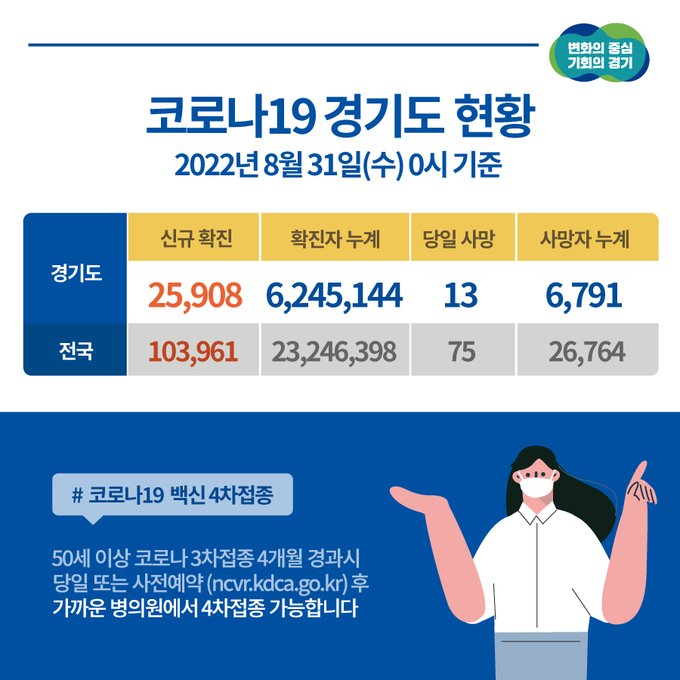 변화의 중심
기회의 경기
코로나19 경기도 현황
2022년 8월 31일(수) 0시 기준
신규 확진 확진자 누계 당일 사망 사망자 누계
경기도
25,908 6,245,144 13 6,791
전국 103,961 23,246,398 75 26,764
# 코로나19 백신 4차접종
50세 이상 코로나 3차접종 4개월 경과시
당일 또는 사전예약 (ncvr.kdca.go.kr) 후
가까운 병의원에서 4차접종 가능합니다